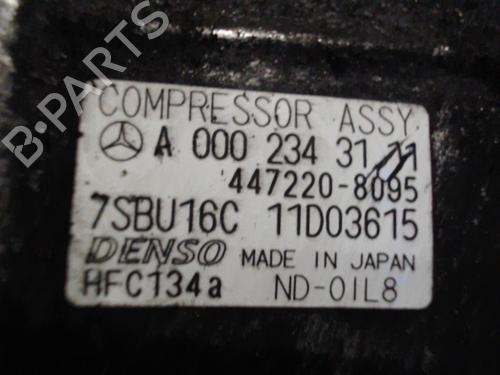 B-PARTS
COMPRESSOR ASSY
A 000 234 31 11
447220-8095
7SBU16C 11D03615
DENSO MADE IN JAPAN
HFC134a ND-OIL8